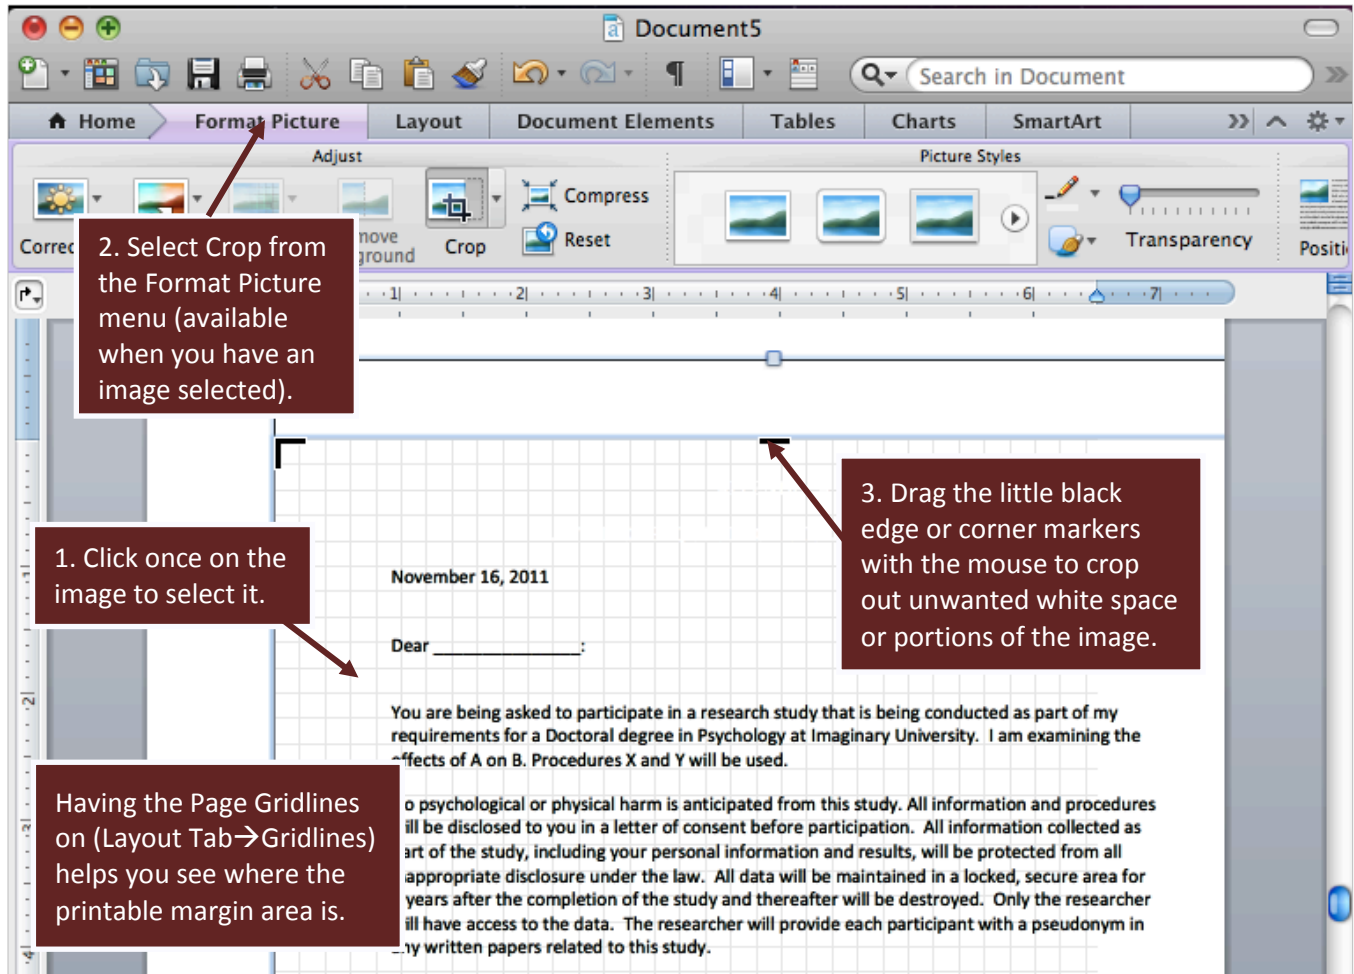 Document5
Search in Document
Home Format Picture Layout Document Elements Tables Charts SmartArt
Adjust Picture Styles
Compress
Reset
Crop
Transparency
1 2 3 4 5 6 7
2. Select Crop from
the Format Picture
menu (available
when you have an
image selected).
3. Drag the little black
edge or corner markers
with the mouse to crop
out unwanted white space
or portions of the image.
1. Click once on the
image to select it.
November 16, 2011
Dear _______________:
You are being asked to participate in a research study that is being conducted as part of my
requirements for a Doctoral degree in Psychology at Imaginary University. I am examining the
effects of A on B. Procedures X and Y will be used.
Having the Page Gridlines
on (Layout Tab→Gridlines)
helps you see where the
printable margin area is.
psychological or physical harm is anticipated from this study. All information and procedures
be disclosed to you in a letter of consent before participation. All information collected as
of the study, including your personal information and results, will be protected from all
disclosure under the law. All data will be maintained in a locked, secure area for
years after the completion of the study and thereafter will be destroyed. Only the researcher
have access to the data. The researcher will provide each participant with a pseudonym in
written papers related to this study.